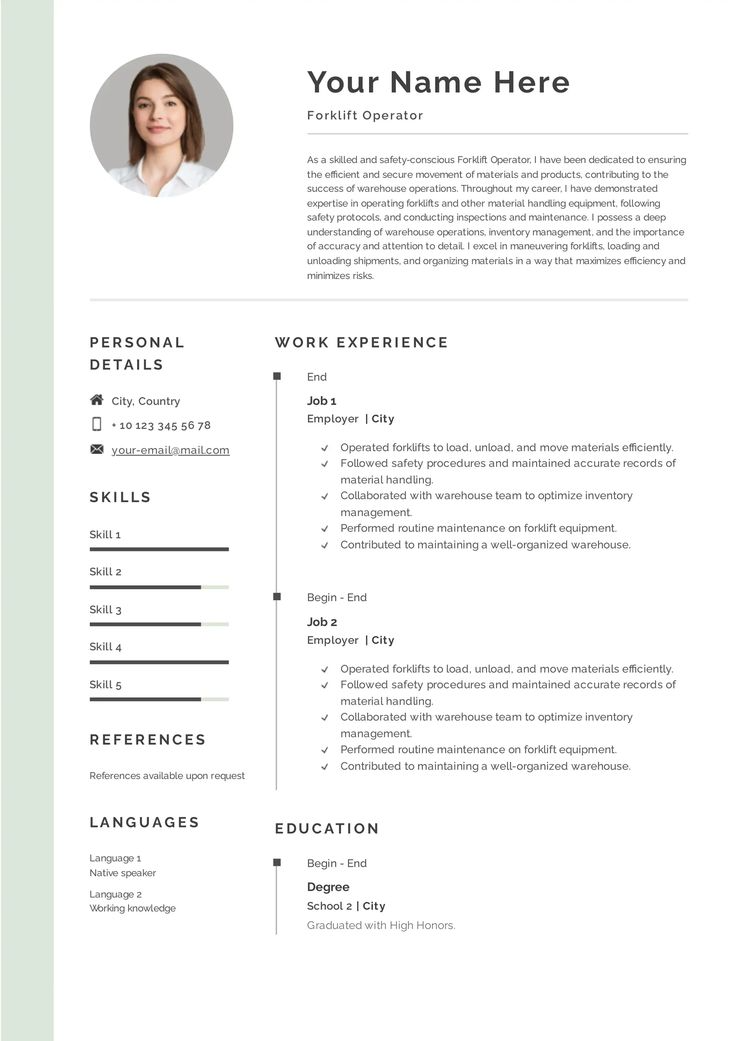 Your Name Here
Forklift Operator
As a skilled and safety-conscious Forklift Operator, I have been dedicated to ensuring
the efficient and secure movement of materials and products, contributing to the
success of warehouse operations. Throughout my career, I have demonstrated
expertise in operating forklifts and other material handling equipment, following
safety protocols, and conducting inspections and maintenance. I possess a deep
understanding of warehouse operations, inventory management, and the importance
of accuracy and attention to detail. I excel in maneuvering forklifts, loading and
unloading shipments, and organizing materials in a way that maximizes efficiency and
minimizes risks.
PERSONAL
DETAILS
City, Country
+ 10 123 345 56 78
your-email@mail.com
SKILLS
Skill 1
Skill 2
Skill 3
Skill 4
Skill 5
REFERENCES
References available upon request
LANGUAGES
Language 1
Native speaker
Language 2
Working knowledge
WORK EXPERIENCE
End
Job 1
Employer | City
Operated forklifts to load, unload, and move materials efficiently.
Followed safety procedures and maintained accurate records of
material handling.
Collaborated with warehouse team to optimize inventory
management.
Performed routine maintenance on forklift equipment.
Contributed to maintaining a well-organized warehouse.
Begin - End
Job 2
Employer | City
Operated forklifts to load, unload, and move materials efficiently.
Followed safety procedures and maintained accurate records of
material handling.
Collaborated with warehouse team to optimize inventory
management.
Performed routine maintenance on forklift equipment.
Contributed to maintaining a well-organized warehouse.
EDUCATION
Begin - End
Degree
School 2 | City
Graduated with High Honors.